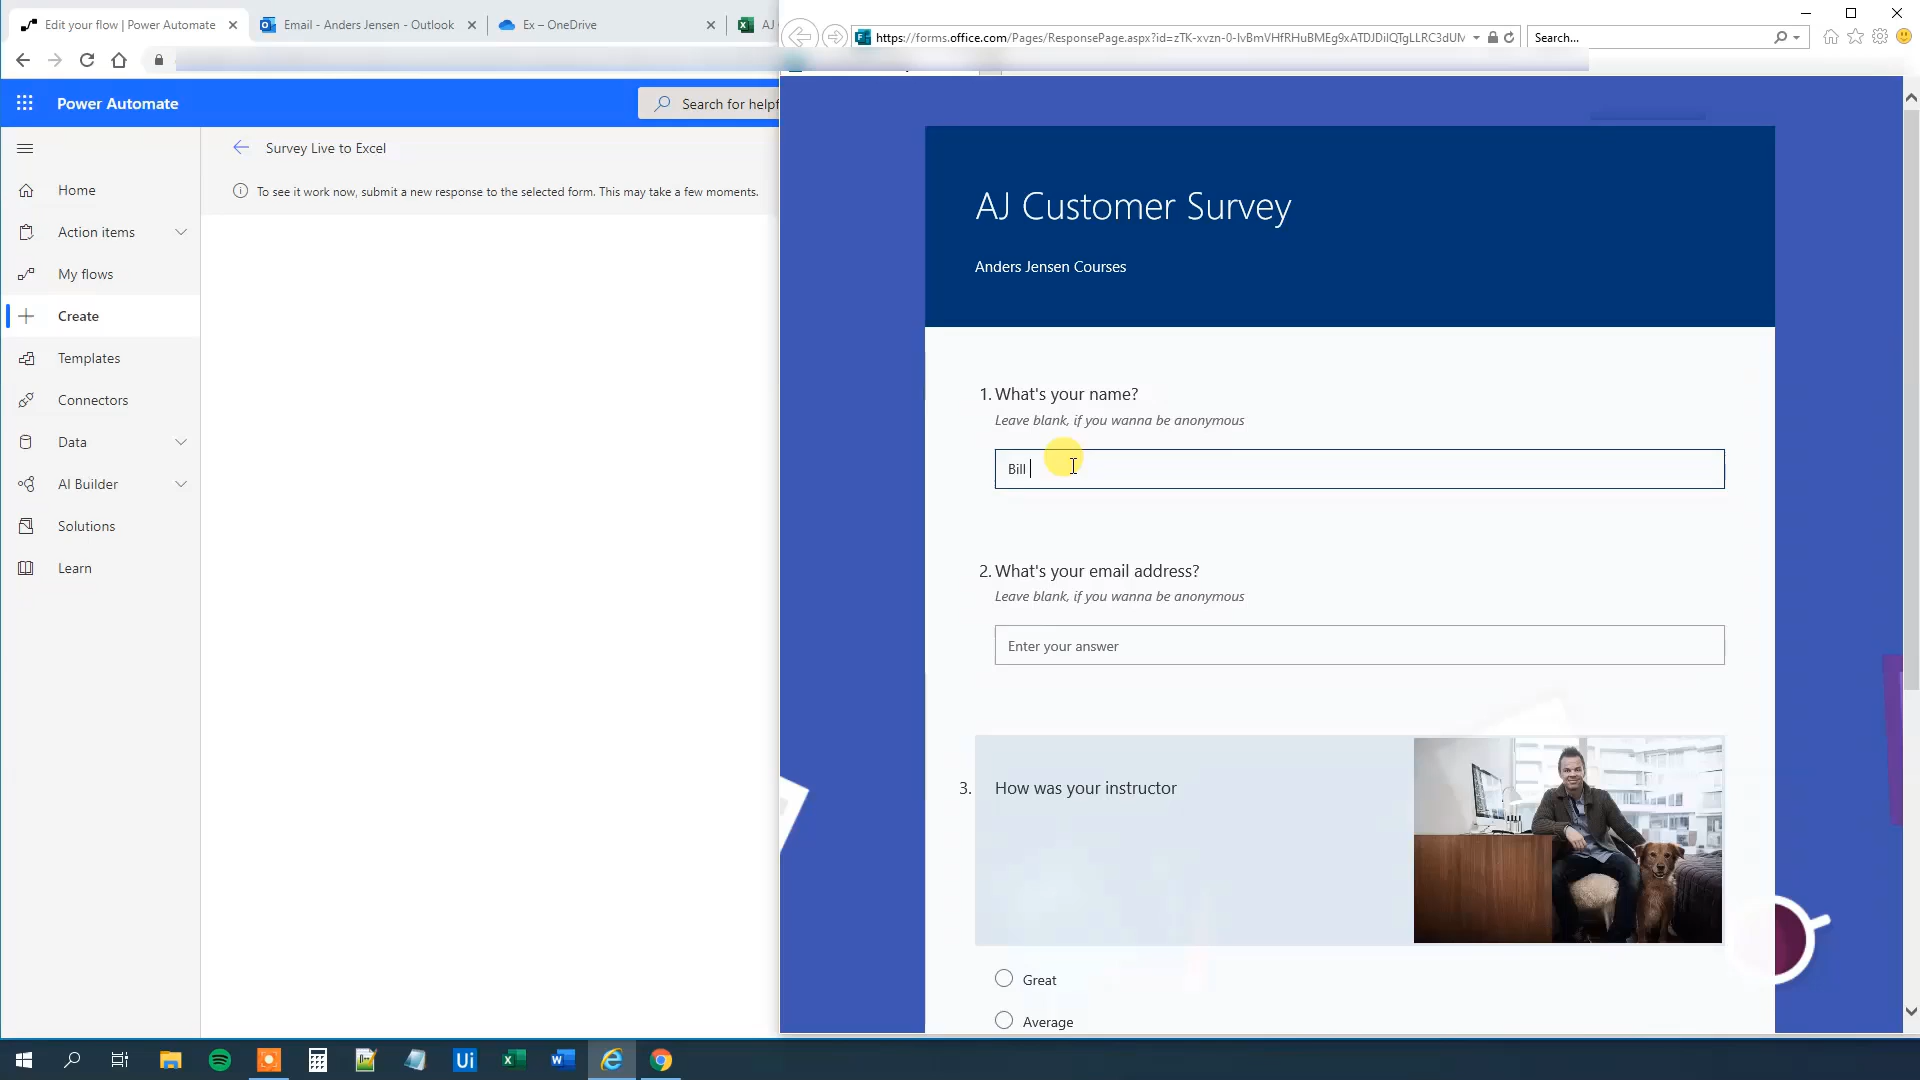 Edit your flow | Power Automate
Email - Anders Jensen - Outlook
Ex – OneDrive
AJ
https://forms.office.com/Pages/ResponsePage.aspx?id=zTK-xvzn-0-IvBmVHfRHuBMEg9xATDJDilQTgLLRC3dUM
Search...
Power Automate
Search for helpf
Survey Live to Excel
To see it work now, submit a new response to the selected form. This may take a few moments.
Home
Action items
My flows
Create
Templates
Connectors
Data
AI Builder
Solutions
Learn
AJ Customer Survey
Anders Jensen Courses
1. What's your name?
Leave blank, if you wanna be anonymous
Bill
2. What's your email address?
Leave blank, if you wanna be anonymous
Enter your answer
3. How was your instructor
Great
Average
Ui